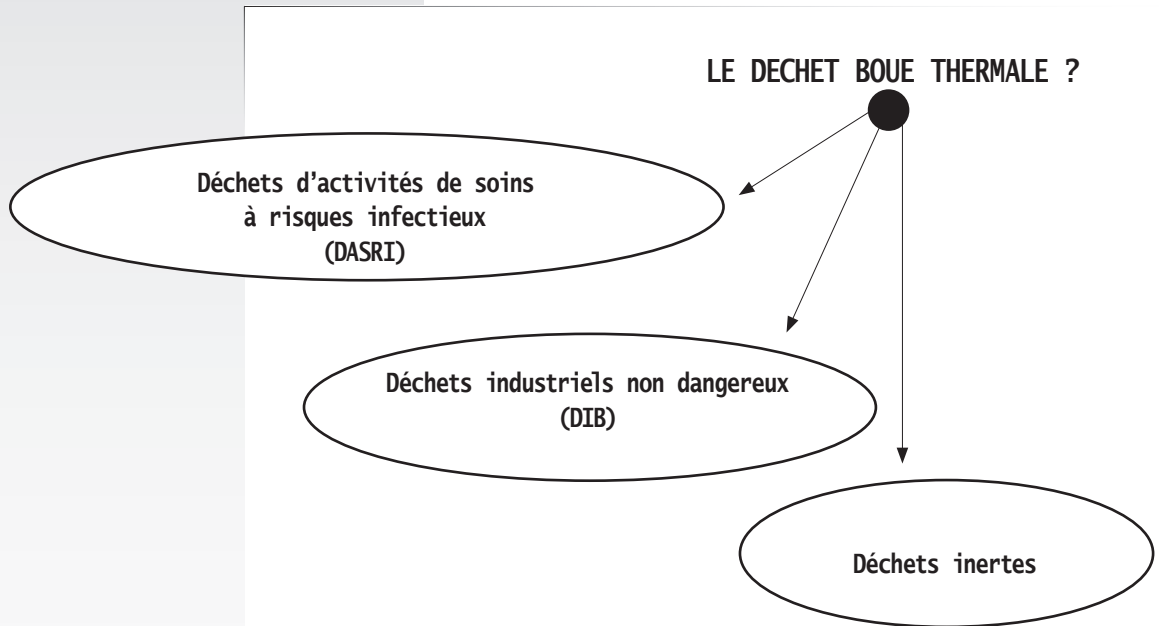 LE DECHET BOUE THERMALE ?
Déchets d'activités de soins
à risques infectieux
(DASRI)
Déchets industriels non dangereux
(DIB)
Déchets inertes